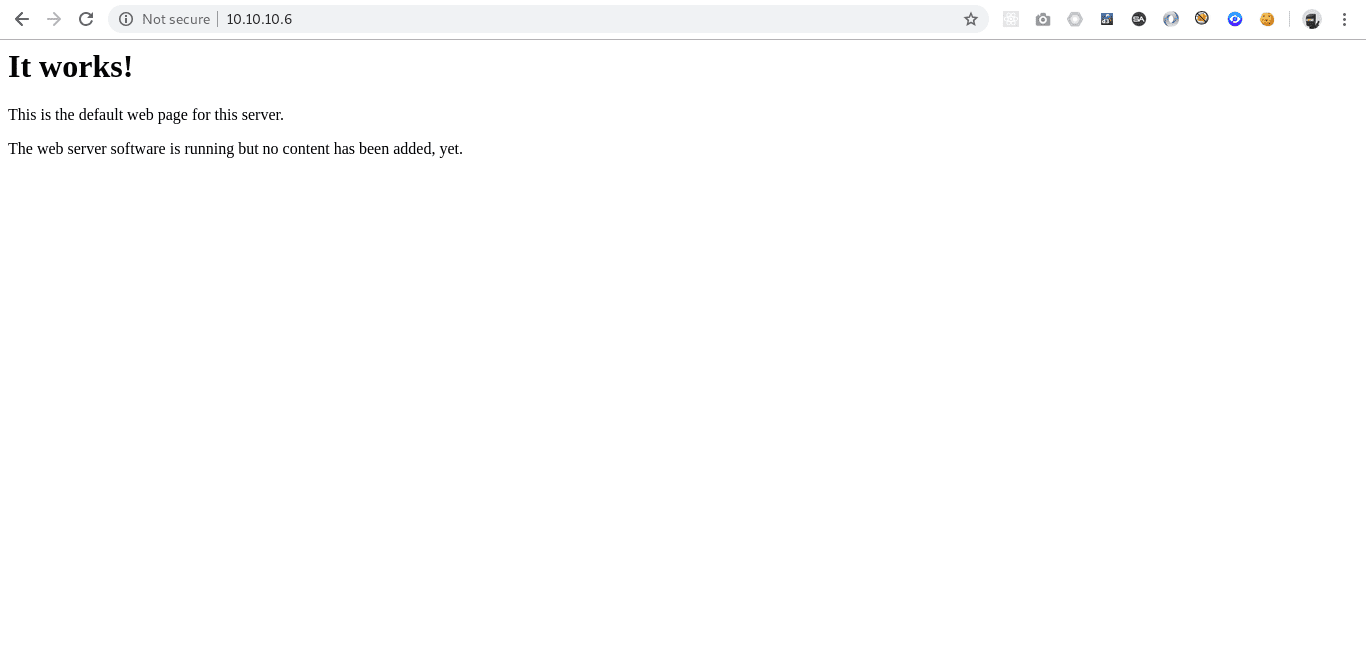 Not secure 10.10.10.6
It works!
This is the default web page for this server.
The web server software is running but no content has been added, yet.